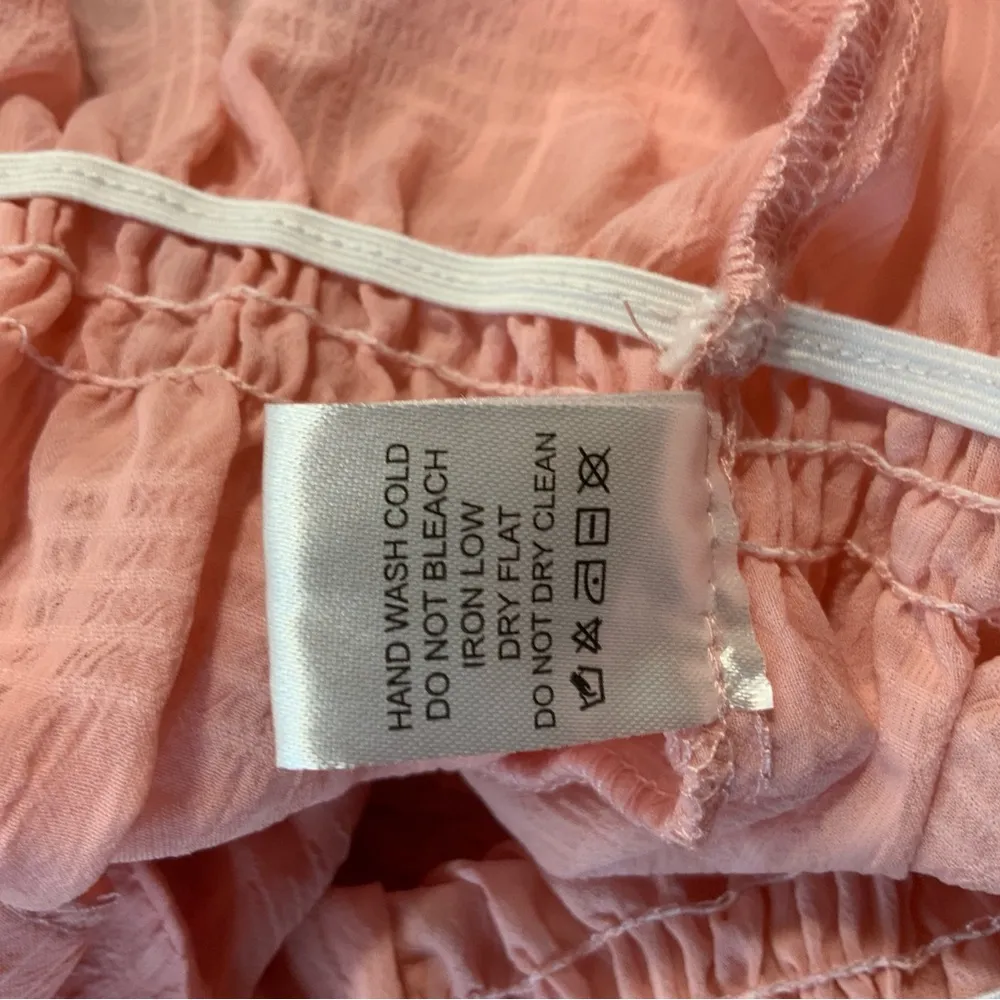 HAND WASH COLD
DO NOT BLEACH
IRON LOW
DRY FLAT
DO NOT DRY CLEAN